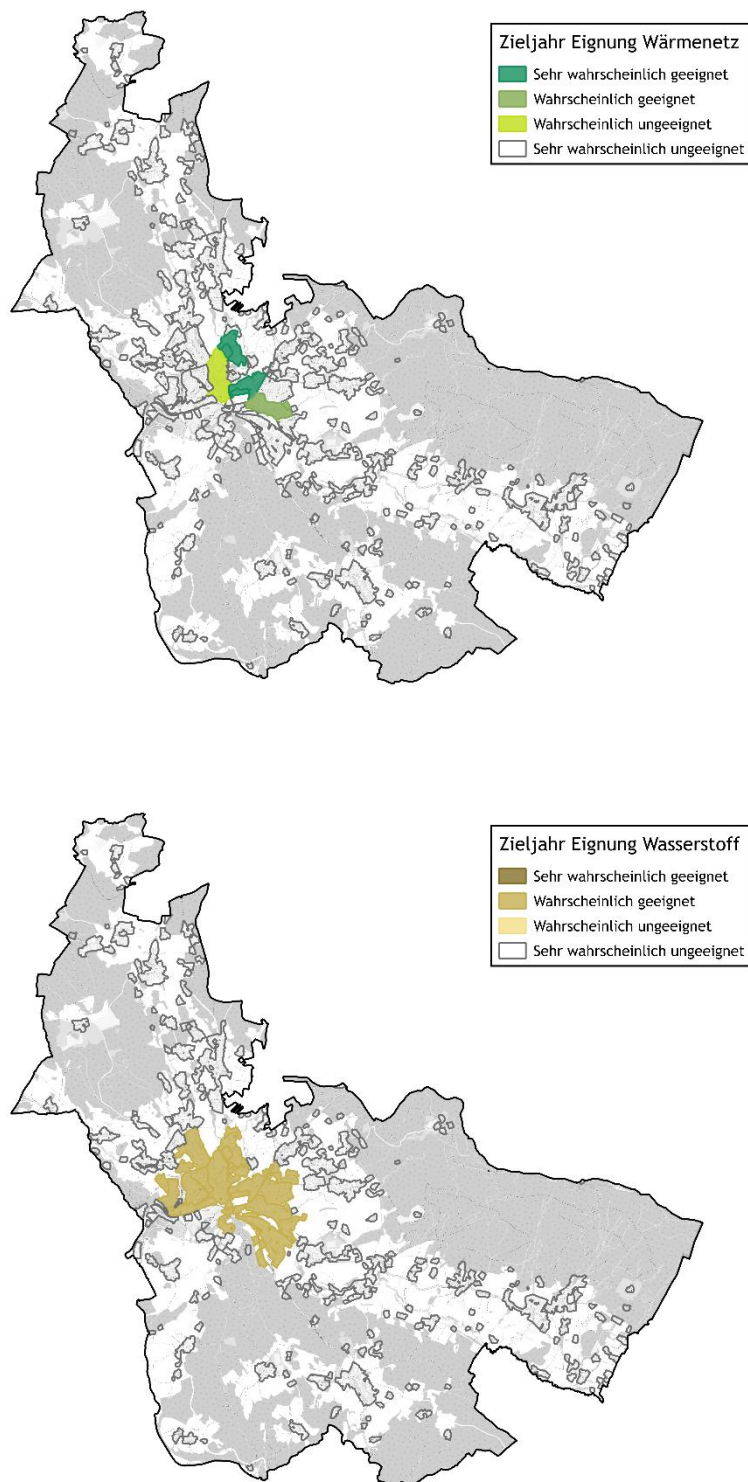 Zieljahr Eignung Wärmenetz
Sehr wahrscheinlich geeignet
Wahrscheinlich geeignet
Wahrscheinlich ungeeignet
Sehr wahrscheinlich ungeeignet
Zieljahr Eignung Wasserstoff
Sehr wahrscheinlich geeignet
Wahrscheinlich geeignet
Wahrscheinlich ungeeignet
Sehr wahrscheinlich ungeeignet